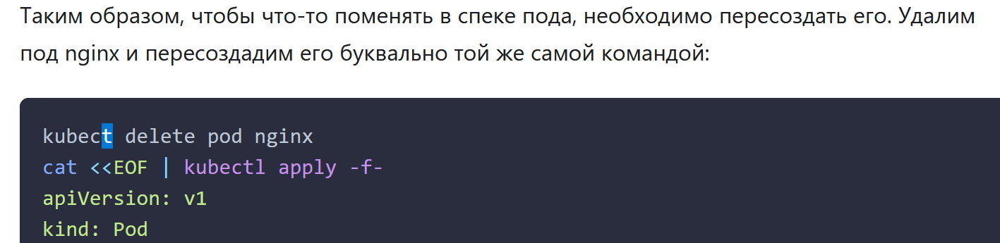 Таким образом, чтобы что-то поменять в спеке пода, необходимо пересоздать его. Удалим
под nginx и пересоздадим его буквально той же самой командой:
kubect delete pod nginx
cat <<EOF | kubectl apply -f-
apiVersion: v1
kind: Pod